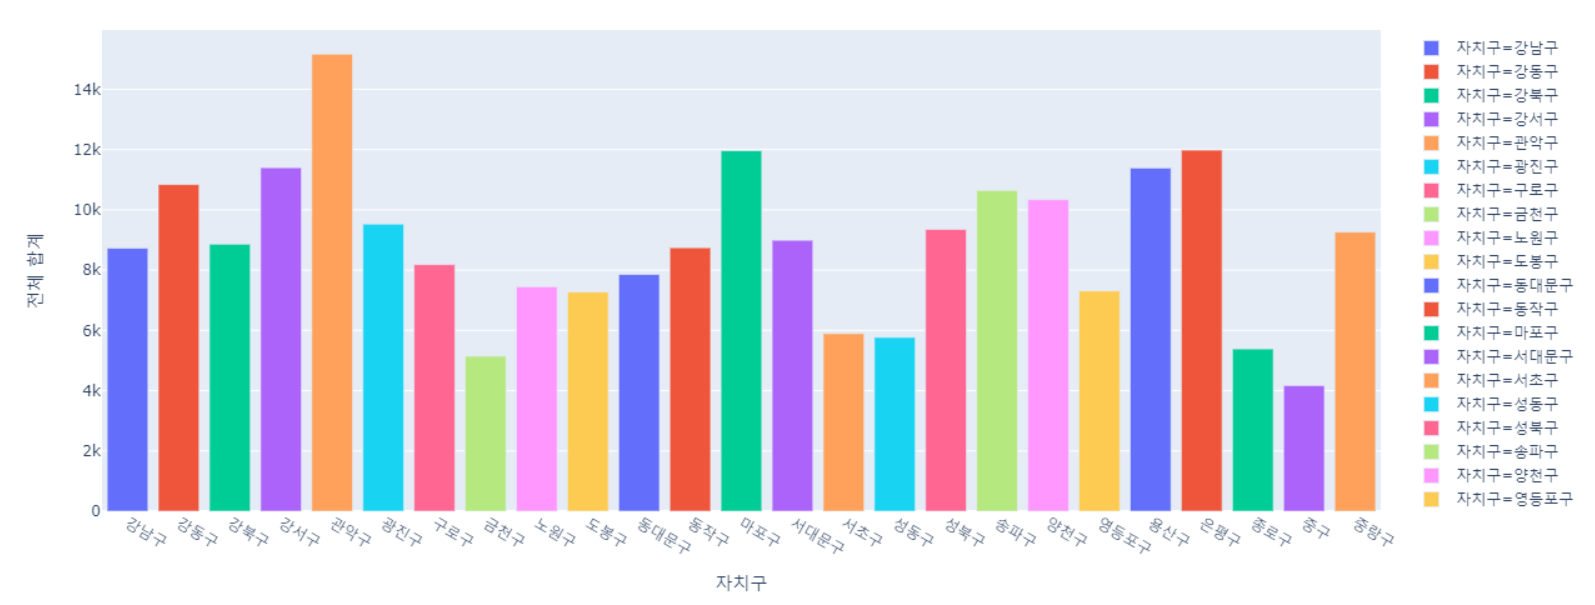 14k
12k
10k
8k
6k
4k
2k
0
전체 합계
강남구
강동구
강북구
강서구
관악구
광진구
구로구
금천구
노원구
도봉구
동대문구
동작구
마포구
서대문구
서초구
성동구
성북구
송파구
양천구
영등포구
용산구
은평구
종로구
중구
중랑구
자치구
자치구=강남구
자치구=강동구
자치구=강북구
자치구=강서구
자치구=관악구
자치구=광진구
자치구=구로구
자치구=금천구
자치구=노원구
자치구=도봉구
자치구=동대문구
자치구=동작구
자치구=마포구
자치구=서대문구
자치구=서초구
자치구=성동구
자치구=성북구
자치구=송파구
자치구=양천구
자치구=영등포구